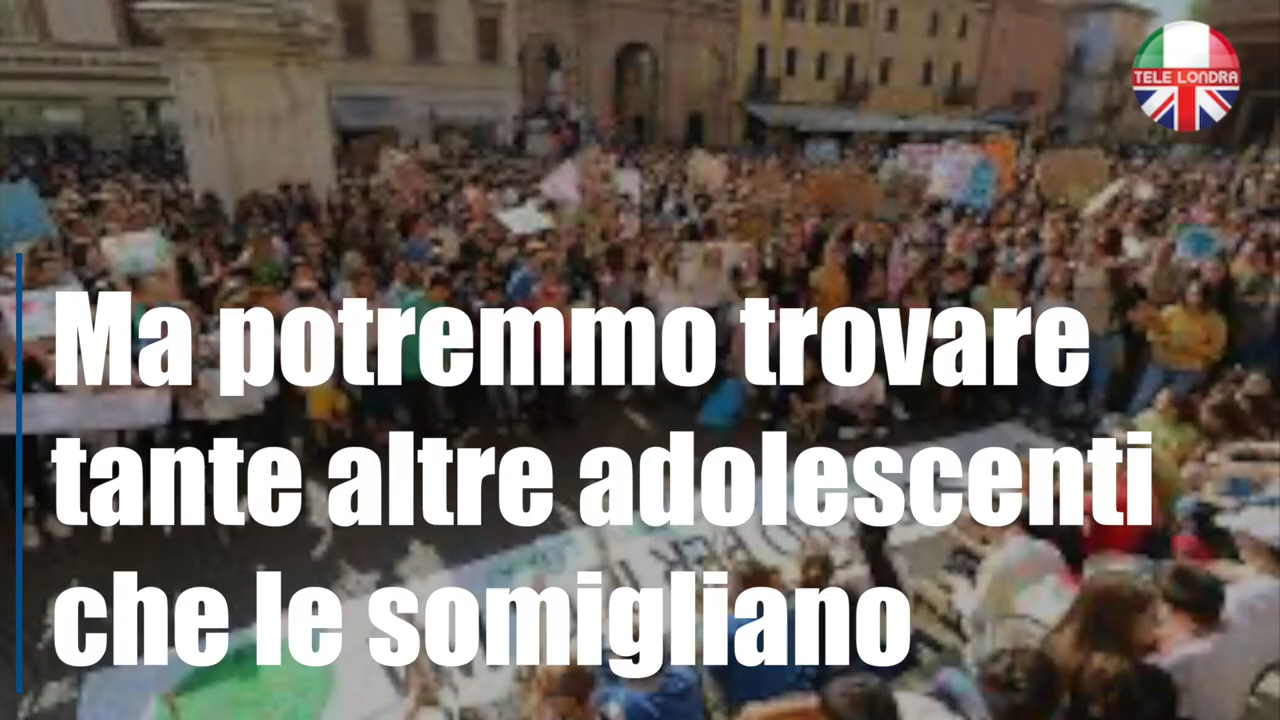 TELE LONDRA
Ma potremmo trovare
tante altre adolescenti
che le somigliano